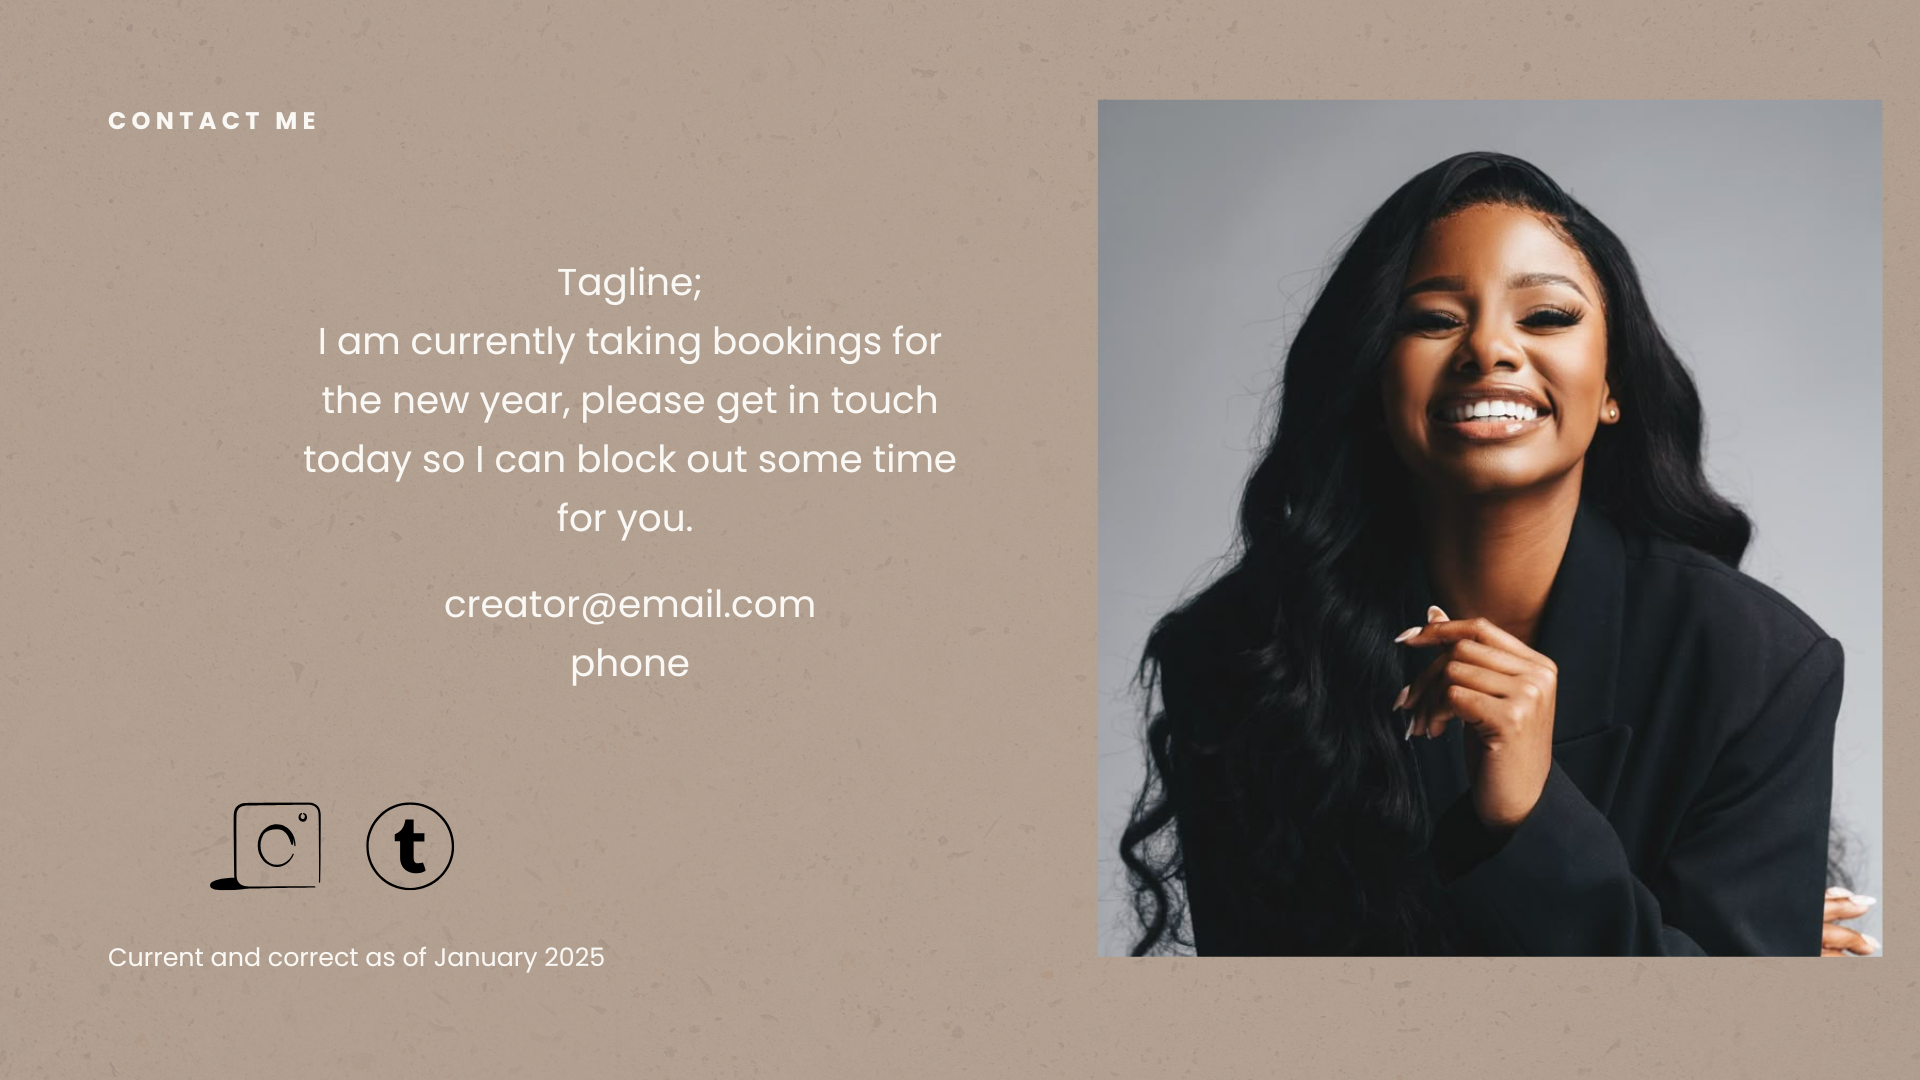 CONTACT ME
Tagline;
I am currently taking bookings for
the new year, please get in touch
today so I can block out some time
for you.
creator@email.com
phone
t
Current and correct as of January 2025